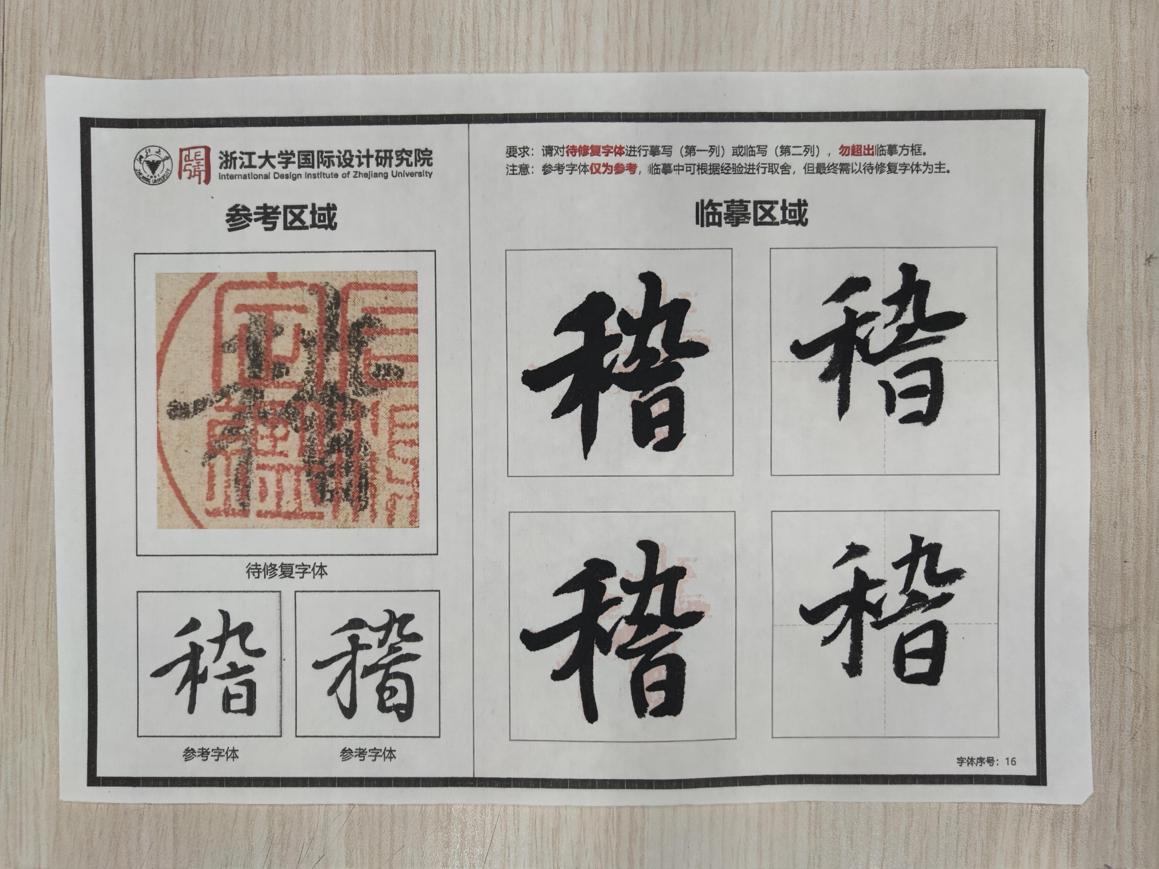 浙江大学国际设计研究院
International Design Institute of Zhejiang University
参考区域
待修复字体
稽 稽
参考字体 参考字体
要求：请对待修复字体进行摹写（第一列）或临写（第二列），勿超出临摹方框。
注意：参考字体仅为参考，临摹中可根据经验进行取舍，但最终需以待修复字体为主。
临摹区域
稽 稽
稽 稽
字体序号：16